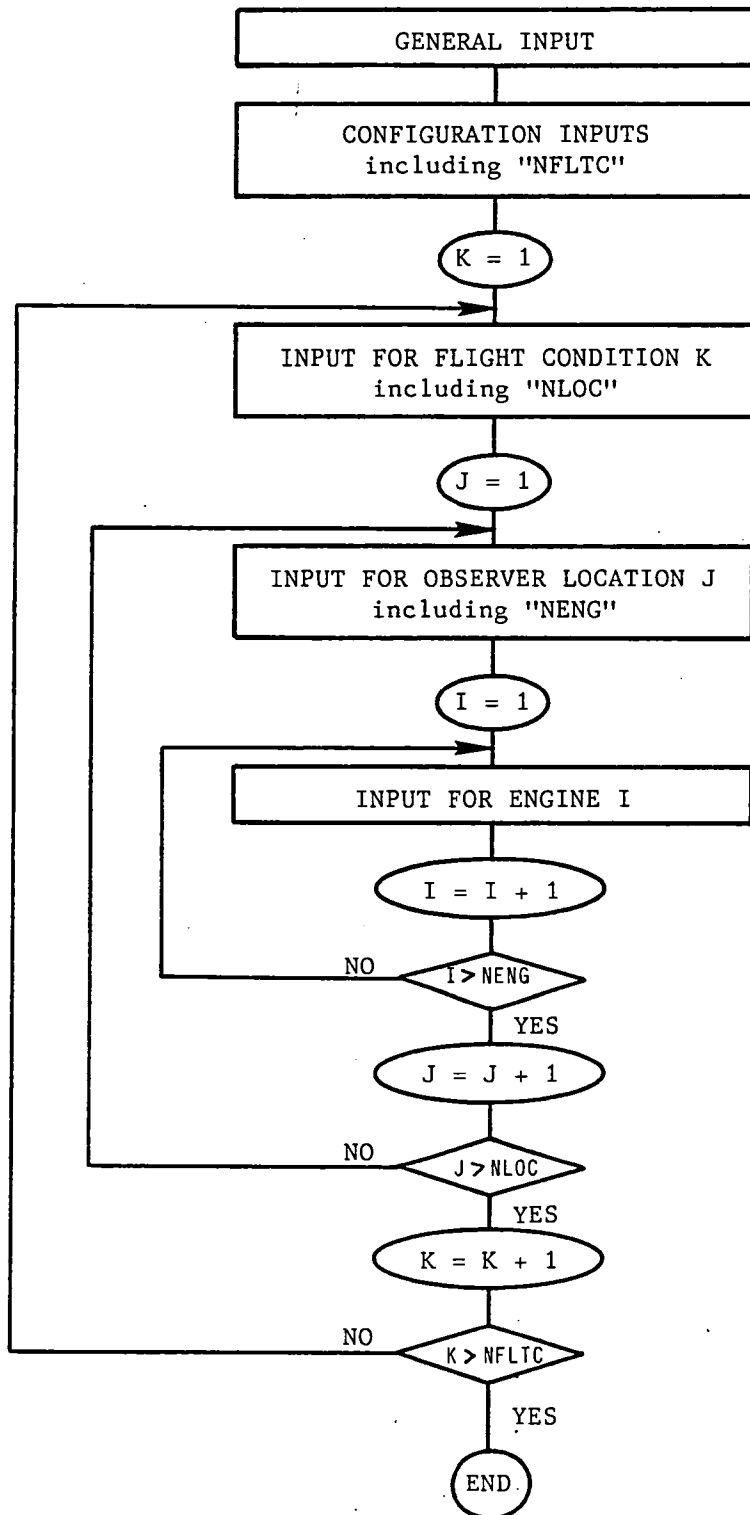 GENERAL INPUT
CONFIGURATION INPUTS
including "NFLTC"
K = 1
INPUT FOR FLIGHT CONDITION K
including "NLOC"
J = 1
INPUT FOR OBSERVER LOCATION J
including "NENG"
I = 1
INPUT FOR ENGINE I
I = I + 1
NO
I > NENG
YES
J = J + 1
NO
J > NLOC
YES
K = K + 1
NO
K > NFLTC
YES
END